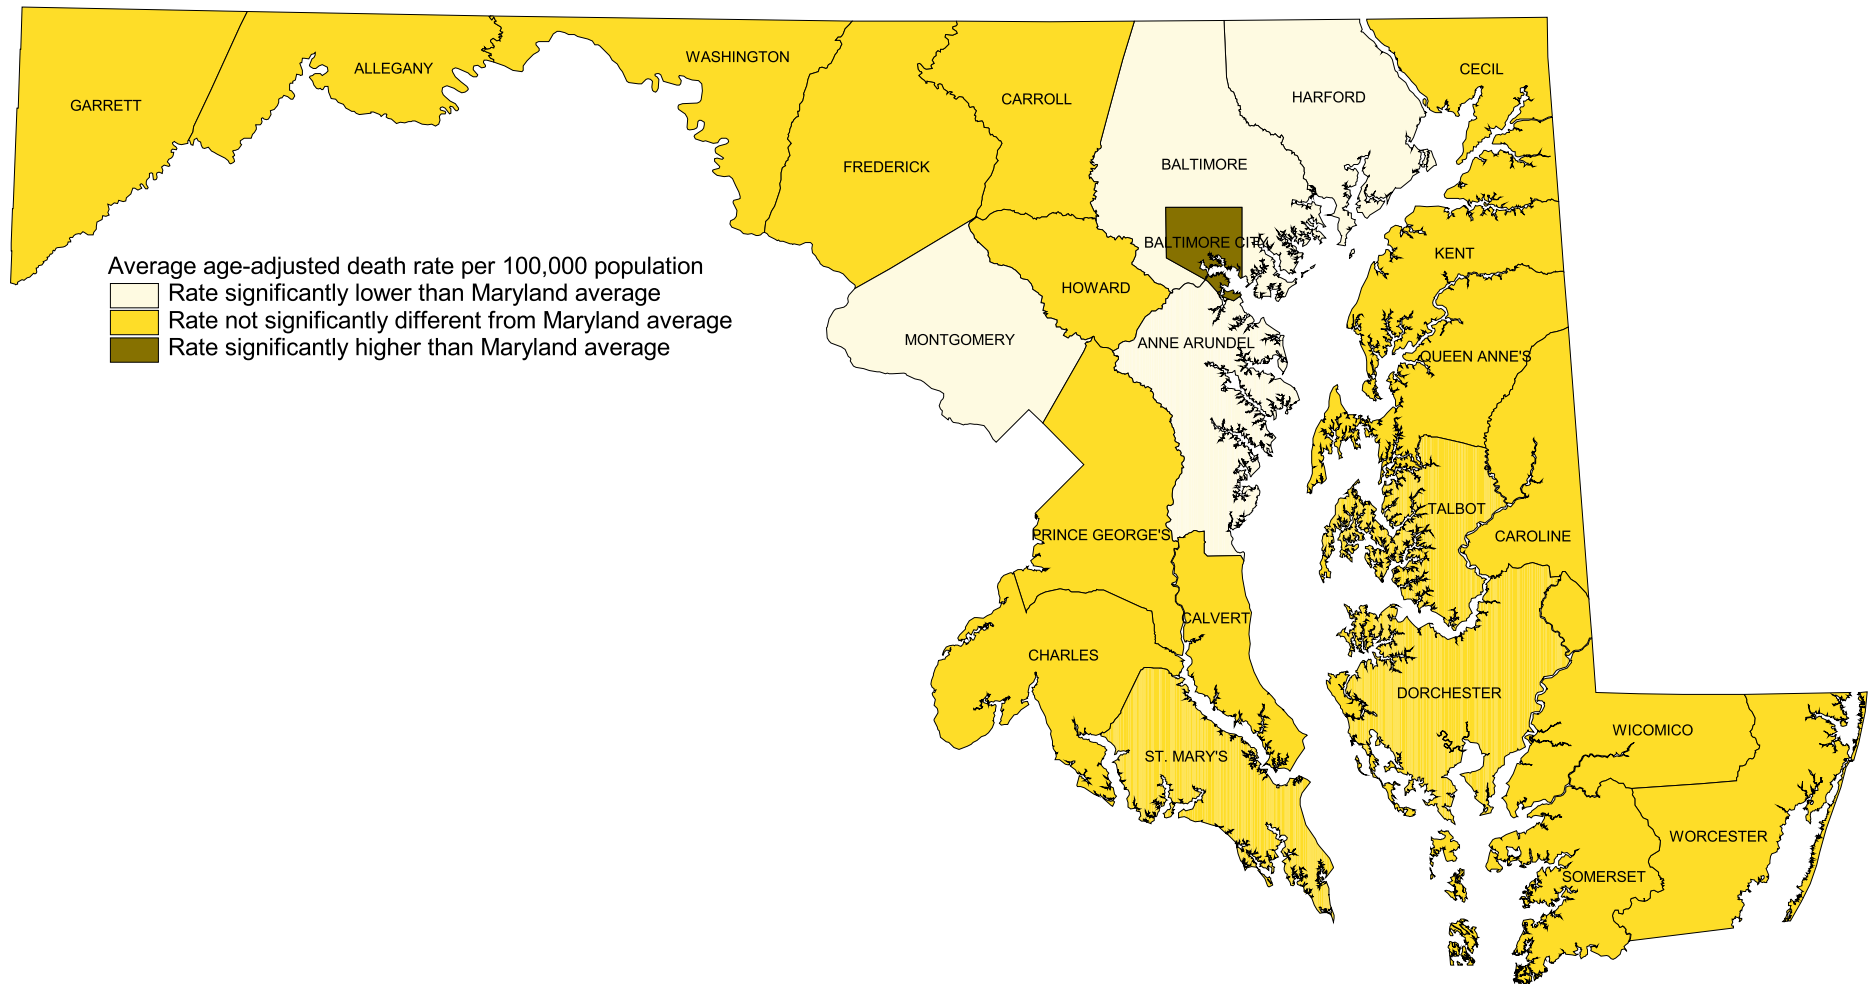 WASHINGTON
ALLEGANY
CECIL
GARRETT
CARROLL
HARFORD
FREDERICK
BALTIMORE
BALTIMORE CITY
KENT
Average age-adjusted death rate per 100,000 population
Rate significantly lower than Maryland average
Rate not significantly different from Maryland average
Rate significantly higher than Maryland average
HOWARD
MONTGOMERY
ANNE ARUNDEL
QUEEN ANNE'S
TALBOT
PRINCE GEORGE'S
CAROLINE
CALVERT
CHARLES
DORCHESTER
WICOMICO
ST. MARY'S
WORCESTER
SOMERSET